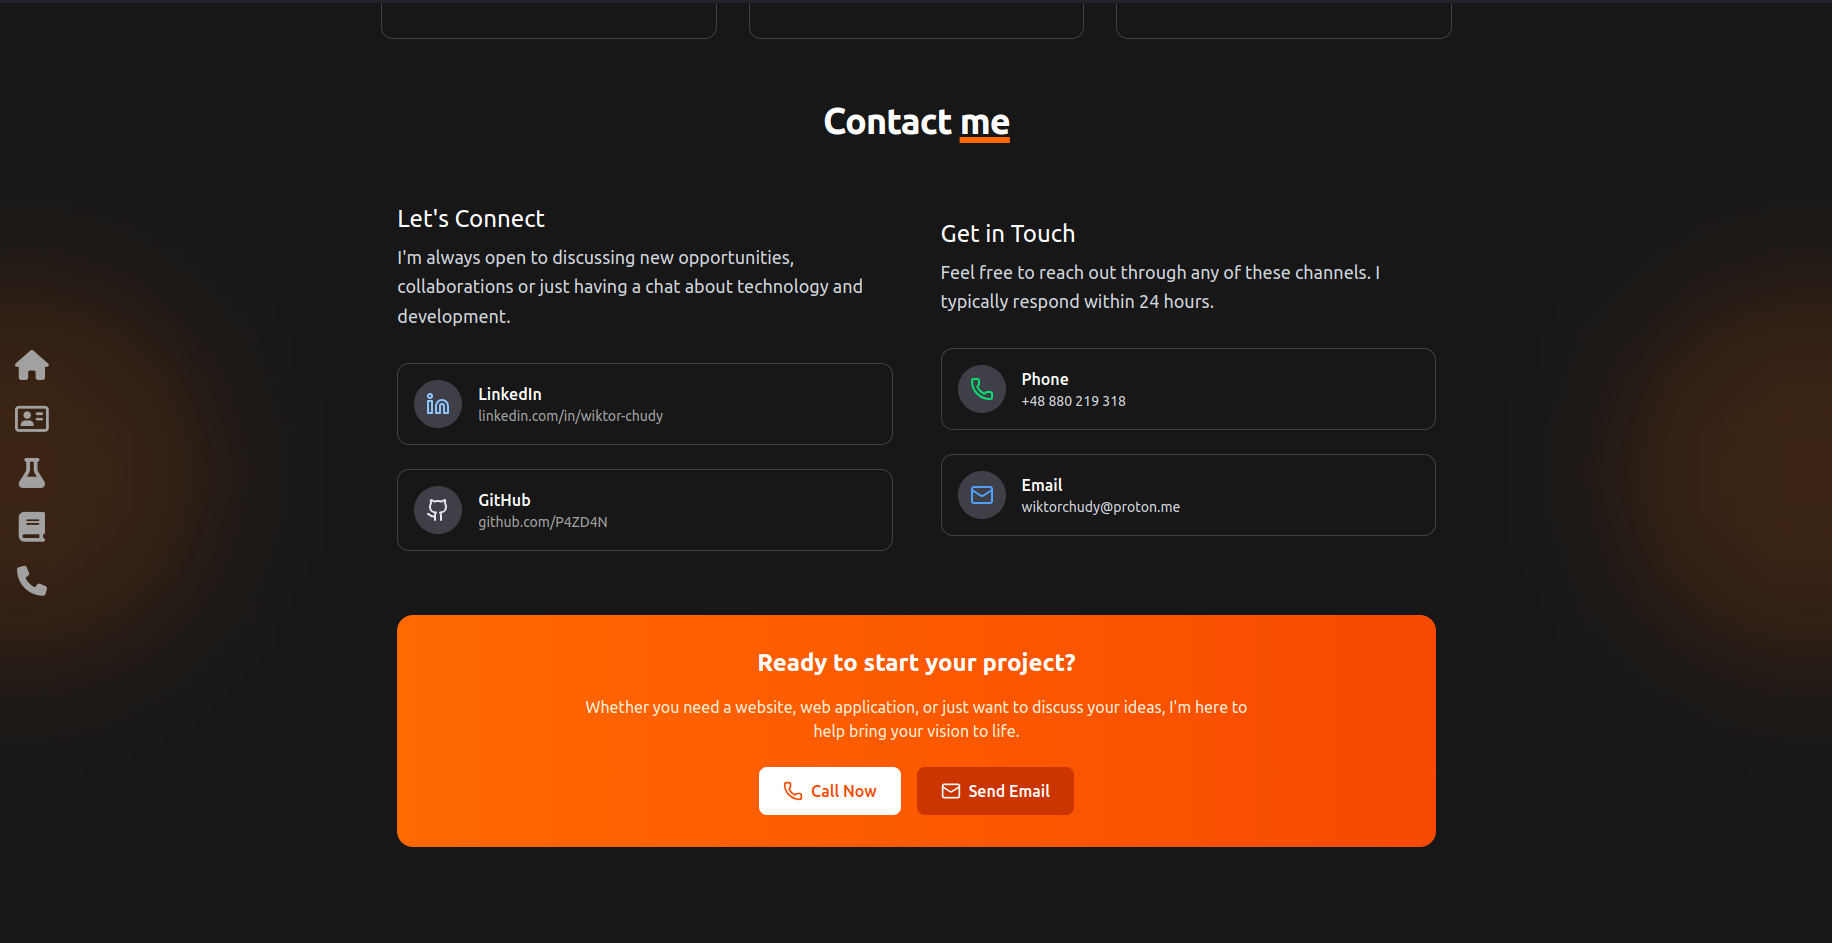 Contact me
Let's Connect
I'm always open to discussing new opportunities,
collaborations or just having a chat about technology and
development.
LinkedIn
linkedin.com/in/wiktor-chudy
GitHub
github.com/P4ZD4N
Get in Touch
Feel free to reach out through any of these channels. I
typically respond within 24 hours.
Phone
+48 880 219 318
Email
wiktorchudy@proton.me
Ready to start your project?
Whether you need a website, web application, or just want to discuss your ideas, I'm here to
help bring your vision to life.
Call Now
Send Email